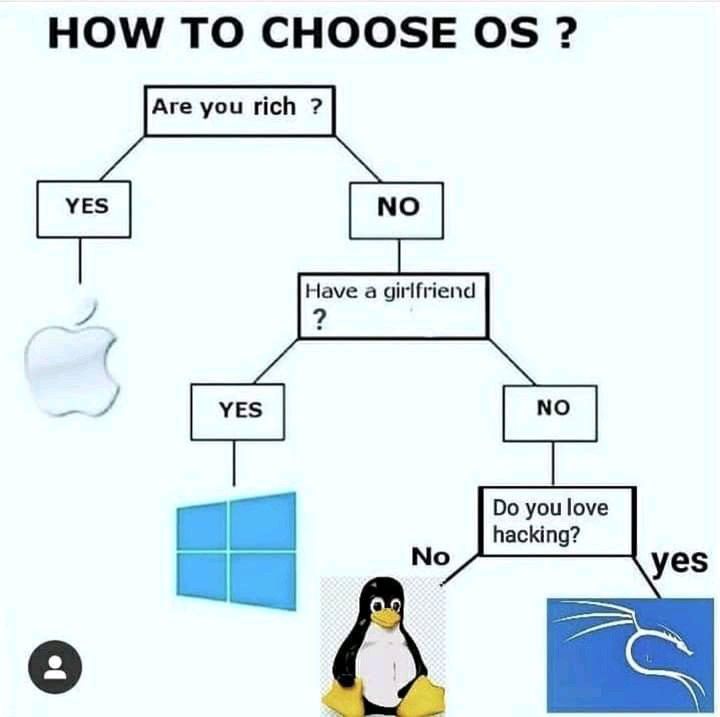 HOW TO CHOOSE OS ?
Are you rich ?
YES
NO
Have a girlfriend
?
YES
NO
Do you love
hacking?
No
yes